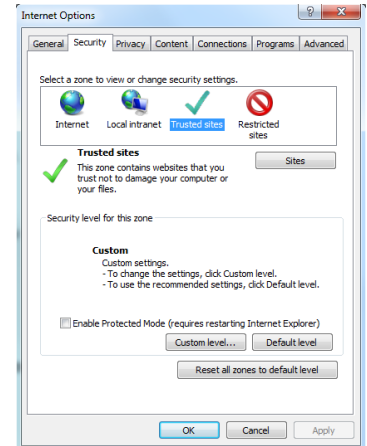 Internet Options
General Security Privacy Content Connections Programs Advanced
Select a zone to view or change security settings.
Internet Local intranet Trusted sites Restricted
sites
Trusted sites
Sites
This zone contains websites that you
trust not to damage your computer or
your files.
Security level for this zone
Custom
Custom settings.
- To change the settings, click Custom level.
- To use the recommended settings, click Default level.
Enable Protected Mode (requires restarting Internet Explorer)
Custom level... Default level
Reset all zones to default level
OK Cancel Apply